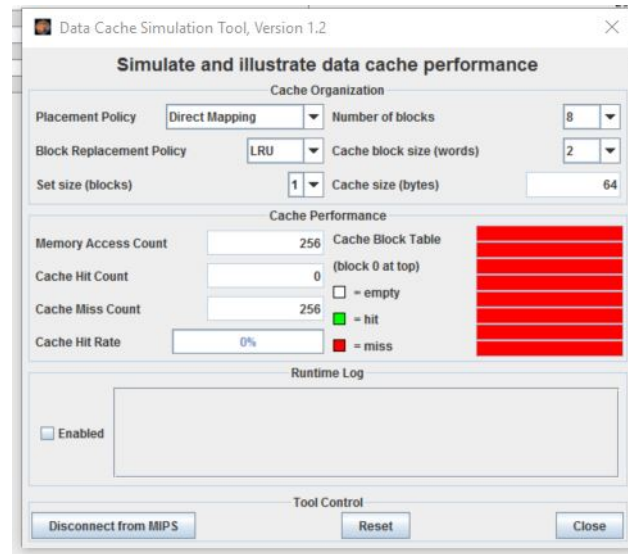 Data Cache Simulation Tool, Version 1.2
Simulate and illustrate data cache performance
Cache Organization
Placement Policy Direct Mapping Number of blocks 8
Block Replacement Policy LRU Cache block size (words) 2
Set size (blocks) 1 Cache size (bytes) 64
Cache Performance
Memory Access Count 256 Cache Block Table
(block 0 at top)
Cache Hit Count 0
= empty
Cache Miss Count 256
= hit
Cache Hit Rate 0% = miss
Runtime Log
Enabled
Tool Control
Disconnect from MIPS Reset Close